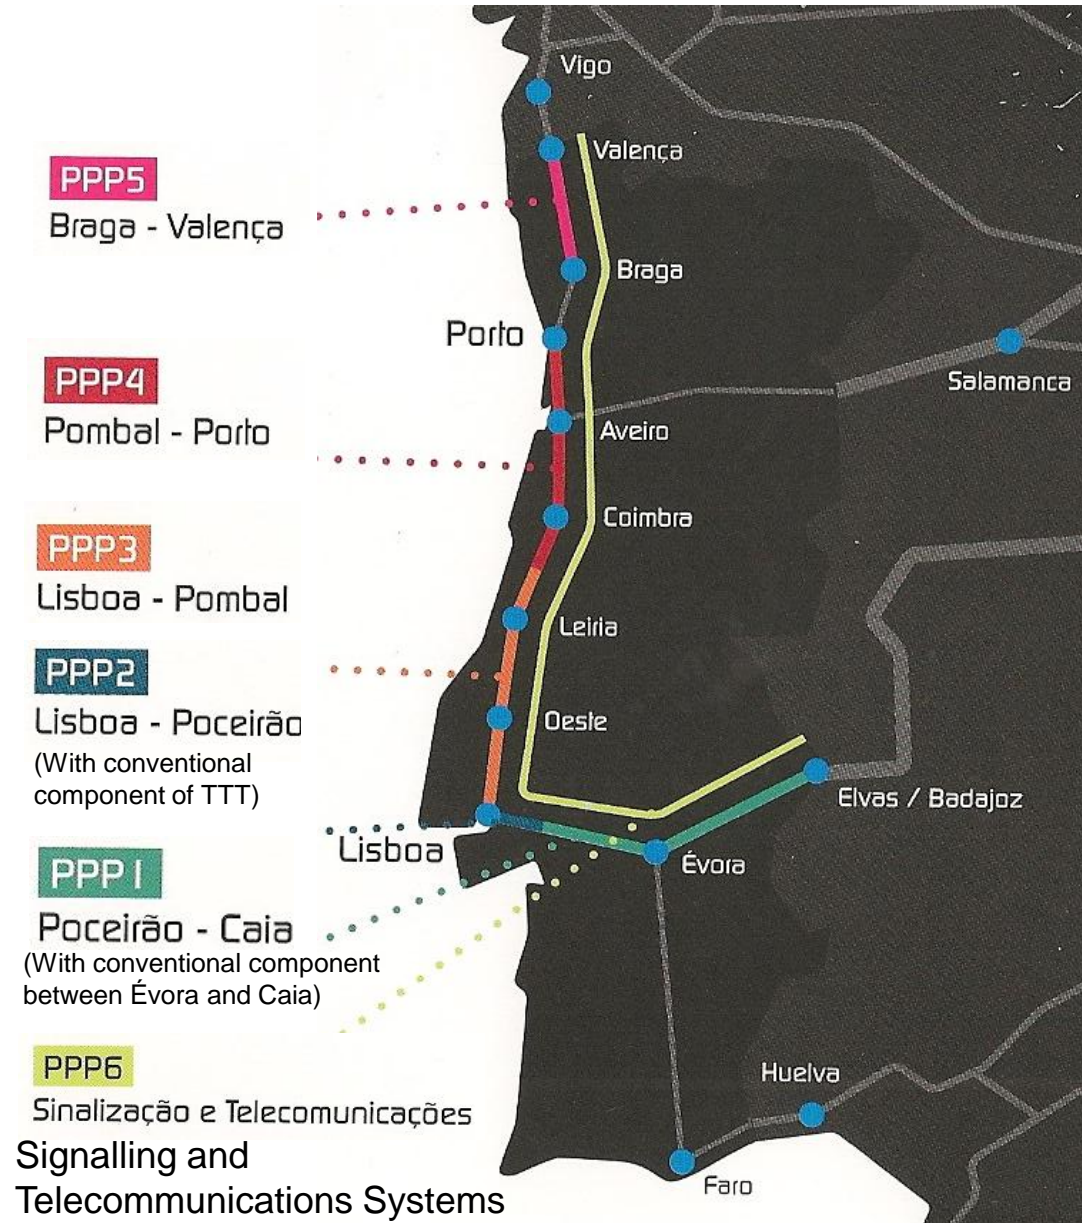 PPP5
Braga - Valença
PPP4
Pombal - Porto
PPP3
Lisboa - Pombal
PPP2
Lisboa - Poceirão
(With conventional
component of TTT)
PPP1
Poceirão - Caia
(With conventional component
between Évora and Caia)
PPP6
Sinalização e Telecomunicações
Signalling and
Telecommunications Systems
Vigo
Valença
Braga
Porto
Salamanca
Aveiro
Coimbra
Leiria
Oeste
Elvas / Badajoz
Lisboa
Évora
Huelva
Faro